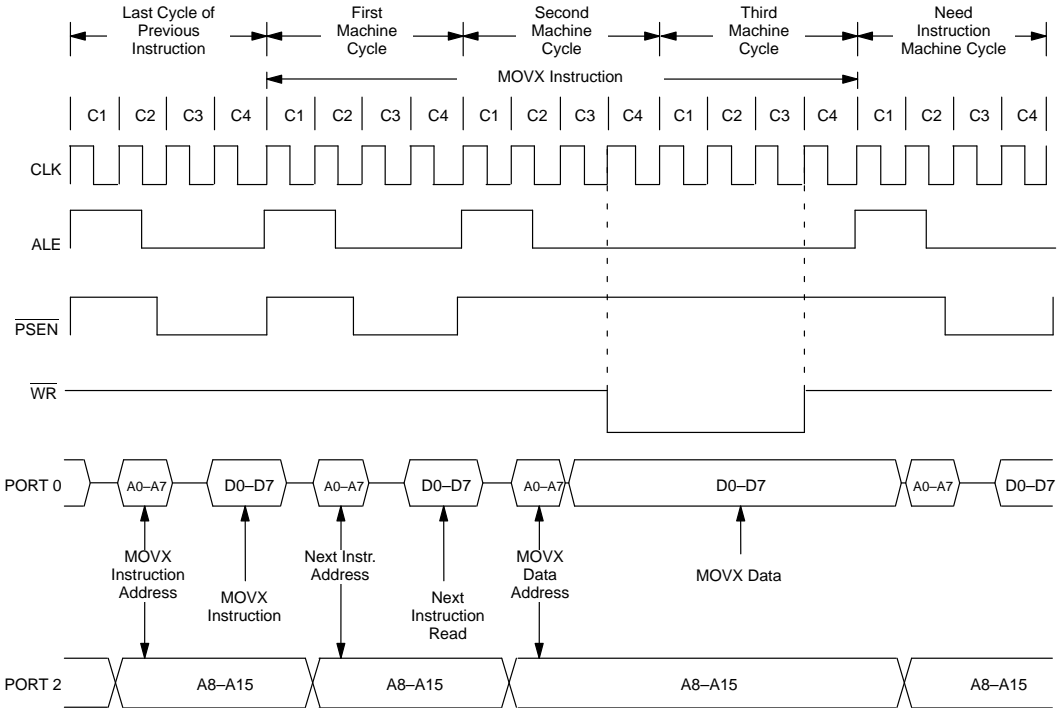 Last Cycle of
Previous
Instruction
First
Machine
Cycle
Second
Machine
Cycle
Third
Machine
Cycle
Need
Instruction
Machine Cycle
MOVX Instruction
C1 C2 C3 C4 C1 C2 C3 C4 C1 C2 C3 C4 C1 C2 C3 C4 C1 C2 C3 C4
CLK
ALE
PSEN
WR
PORT 0 A0–A7 D0–D7 A0–A7 D0–D7 A0–A7 D0–D7 A0–A7 D0–D7
MOVX
Instruction
Address
MOVX
Instruction
Next Instr.
Address
Next
Instruction
Read
MOVX
Data
Address
MOVX Data
PORT 2 A8–A15 A8–A15 A8–A15 A8–A15